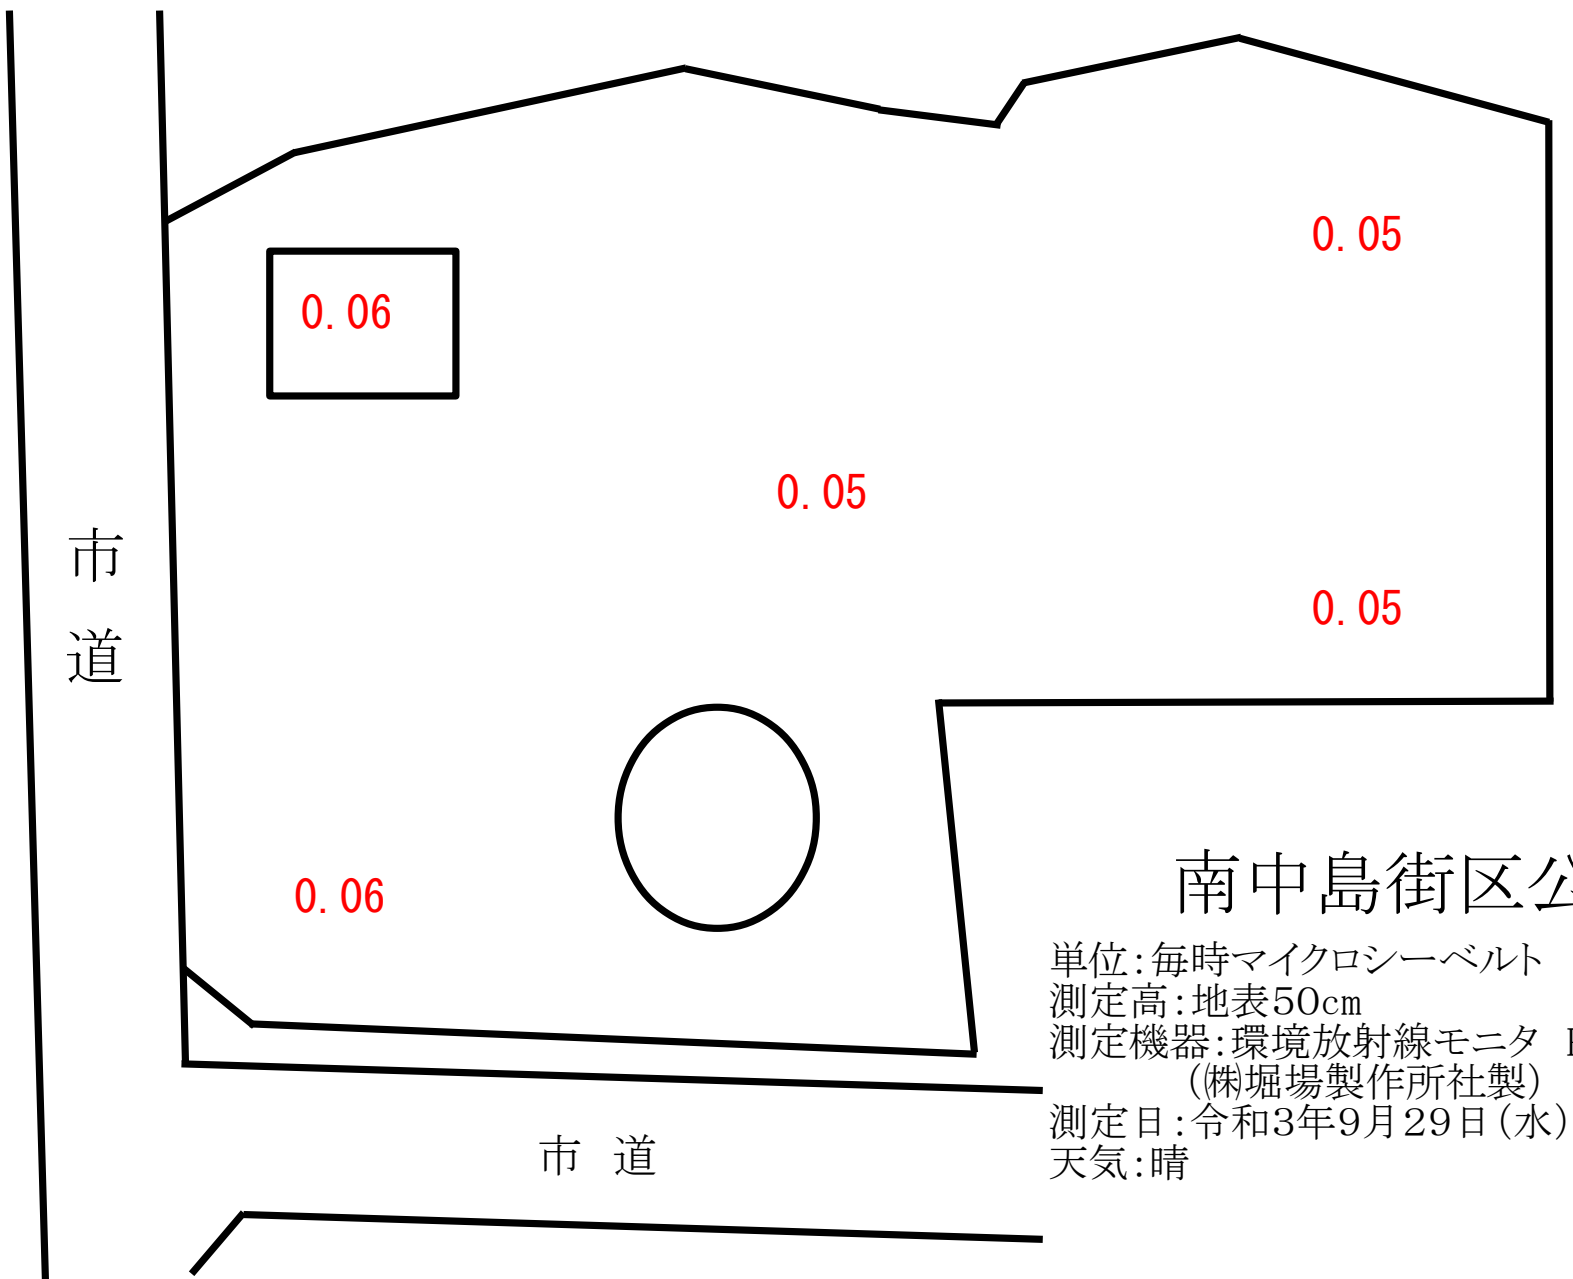 0.05
0.06
0.05
市道
0.05
0.06
南中島街区公
単位：毎時マイクロシーベルト
測定高：地表50cm
測定機器：環境放射線モニタ
（㈱堀場製作所社製）
測定日：令和3年9月29日（水）
天気：晴
市 道